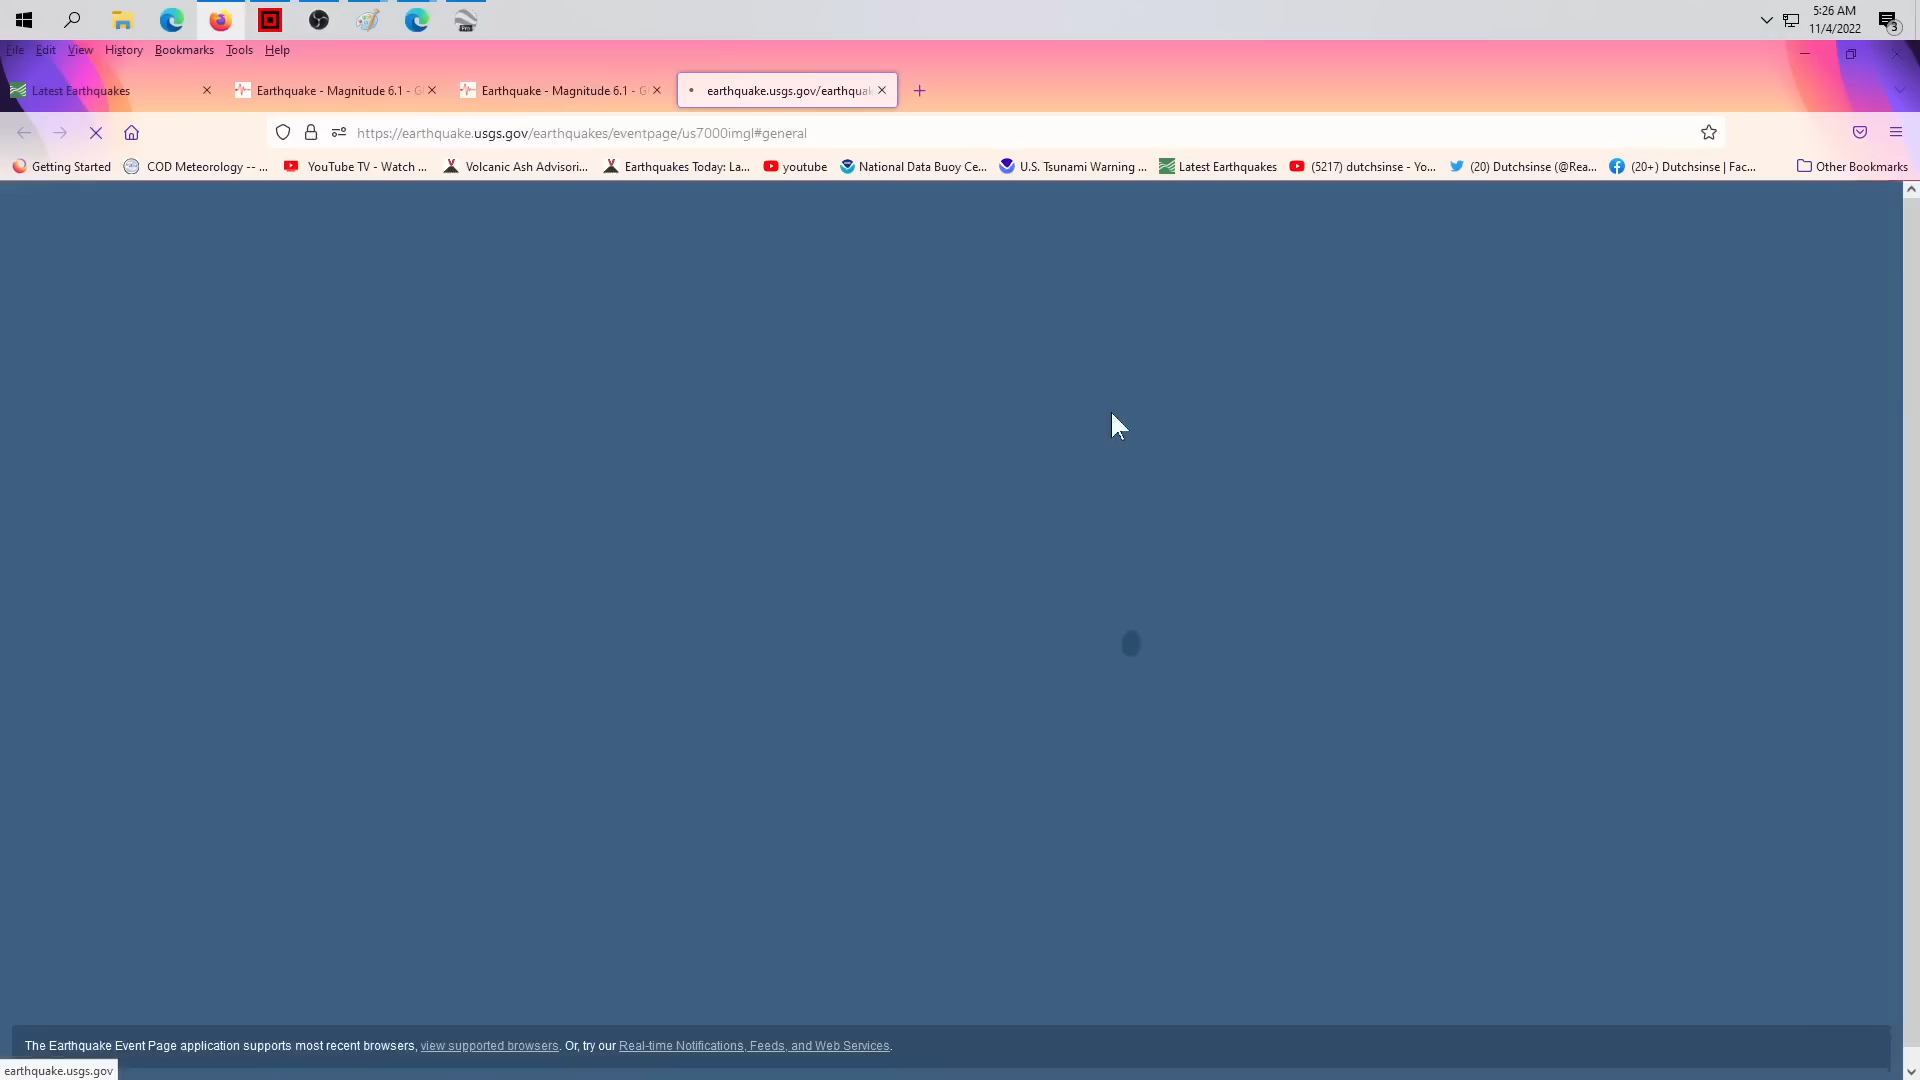 5:26 AM
11/4/2022
3
File Edit View History Bookmarks Tools Help
Latest Earthquakes
Earthquake - Magnitude 6.1 - G
Earthquake - Magnitude 6.1 - G
earthquake.usgs.gov/earthquak
https://earthquake.usgs.gov/earthquakes/eventpage/us7000imgl#general
Getting Started COD Meteorology -- ... YouTube TV - Watch ... Volcanic Ash Advisori... Earthquakes Today: La... youtube National Data Buoy Ce... U.S. Tsunami Warning ... Latest Earthquakes (5217) dutchsinse - Yo... (20) Dutchsinse (@Rea... (20+) Dutchsinse | Fac... Other Bookmarks
The Earthquake Event Page application supports most recent browsers, view supported browsers. Or, try our Real-time Notifications, Feeds, and Web Services.
earthquake.usgs.gov